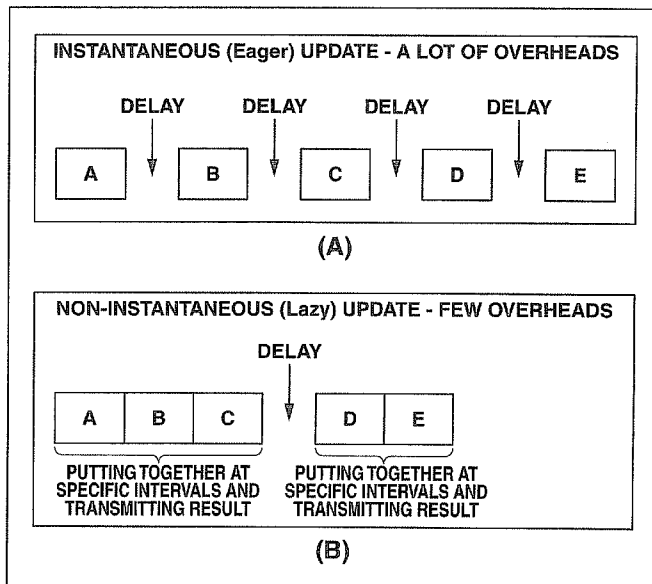 INSTANTANEOUS (Eager) UPDATE - A LOT OF OVERHEADS
DELAY DELAY DELAY DELAY
A B C D E
(A)
NON-INSTANTANEOUS (Lazy) UPDATE - FEW OVERHEADS
DELAY
A B C D E
PUTTING TOGETHER AT PUTTING TOGETHER AT
SPECIFIC INTERVALS AND SPECIFIC INTERVALS AND
TRANSMITTING RESULT TRANSMITTING RESULT
(B)